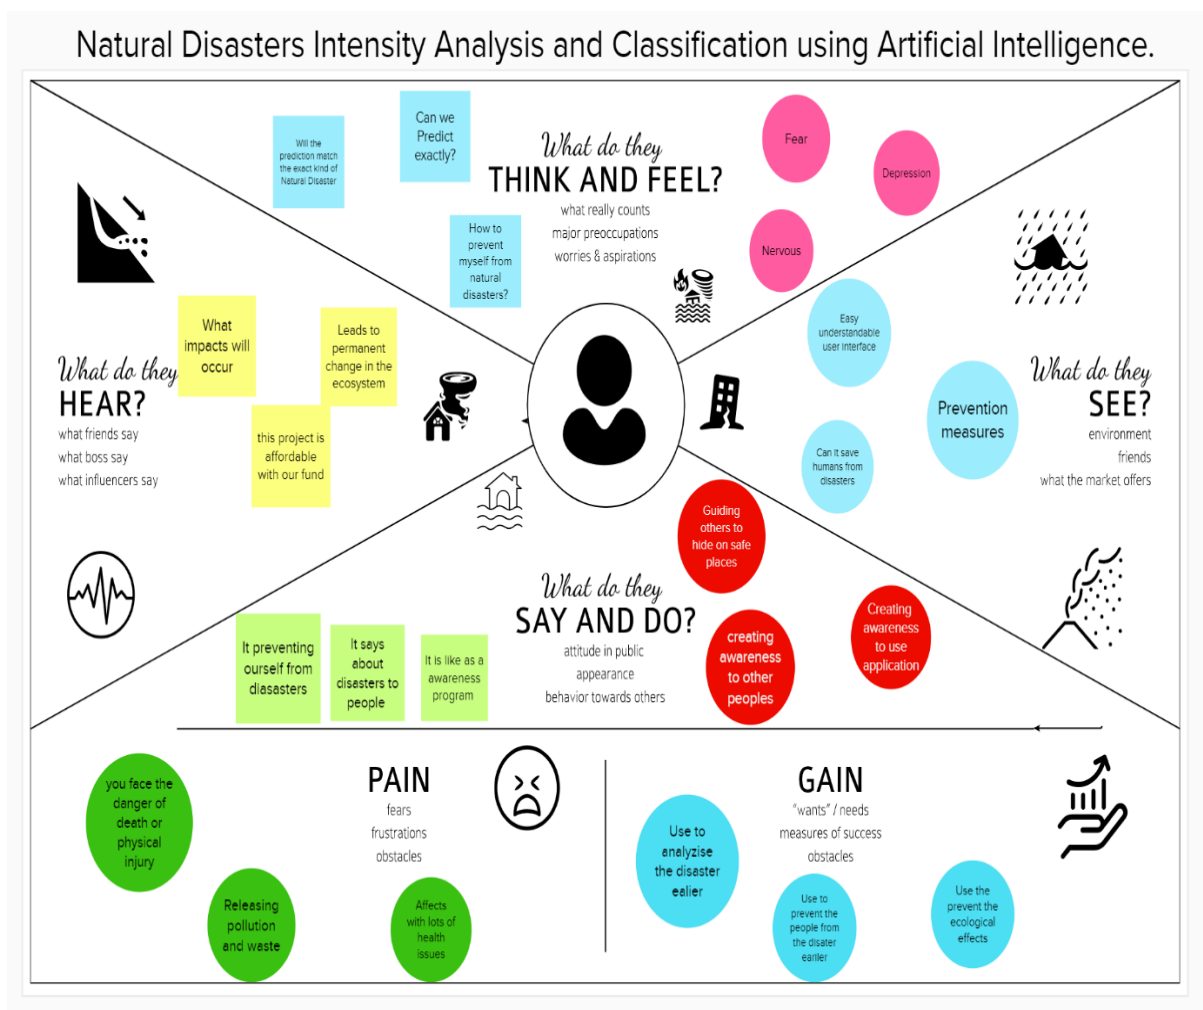 Natural Disasters Intensity Analysis and Classification using Artificial Intelligence.
Will the
prediction match
the exact kind of
Natural Disaster
Can we
Predict
exactly?
How to
prevent
myself from
natural
disasters?
What do they
THINK AND FEEL?
what really counts
major preoccupations
worries & aspirations
Fear
Depression
Nervous
What do they
HEAR?
what friends say
what boss say
what influencers say
What
impacts will
occur
Leads to
permanent
change in the
ecosystem
this project is
affordable
with our fund
Easy
understandable
user interface
Prevention
measures
Can it save
humans from
disasters
What do they
SEE?
environment
friends
what the market offers
What do they
SAY AND DO?
attitude in public
appearance
behavior towards others
It preventing
ourself from
diasasters
It says
about
disasters to
people
It is like as a
awareness
program
Guiding
others to
hide on safe
places
creating
awareness
to other
peoples
Creating
awareness
to use
application
PAIN
fears
frustrations
obstacles
you face the
danger of
death or
physical
injury
Releasing
pollution
and waste
Affects
with lots of
health
issues
GAIN
"wants" / needs
measures of success
obstacles
Use to
analyzise
the disaster
ealier
Use to
prevent the
people from
the disater
earlier
Use the
prevent the
ecological
effects